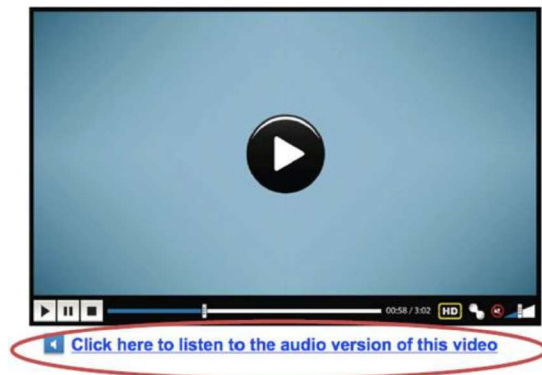 00:58 / 3:02 HD
Click here to listen to the audio version of this video